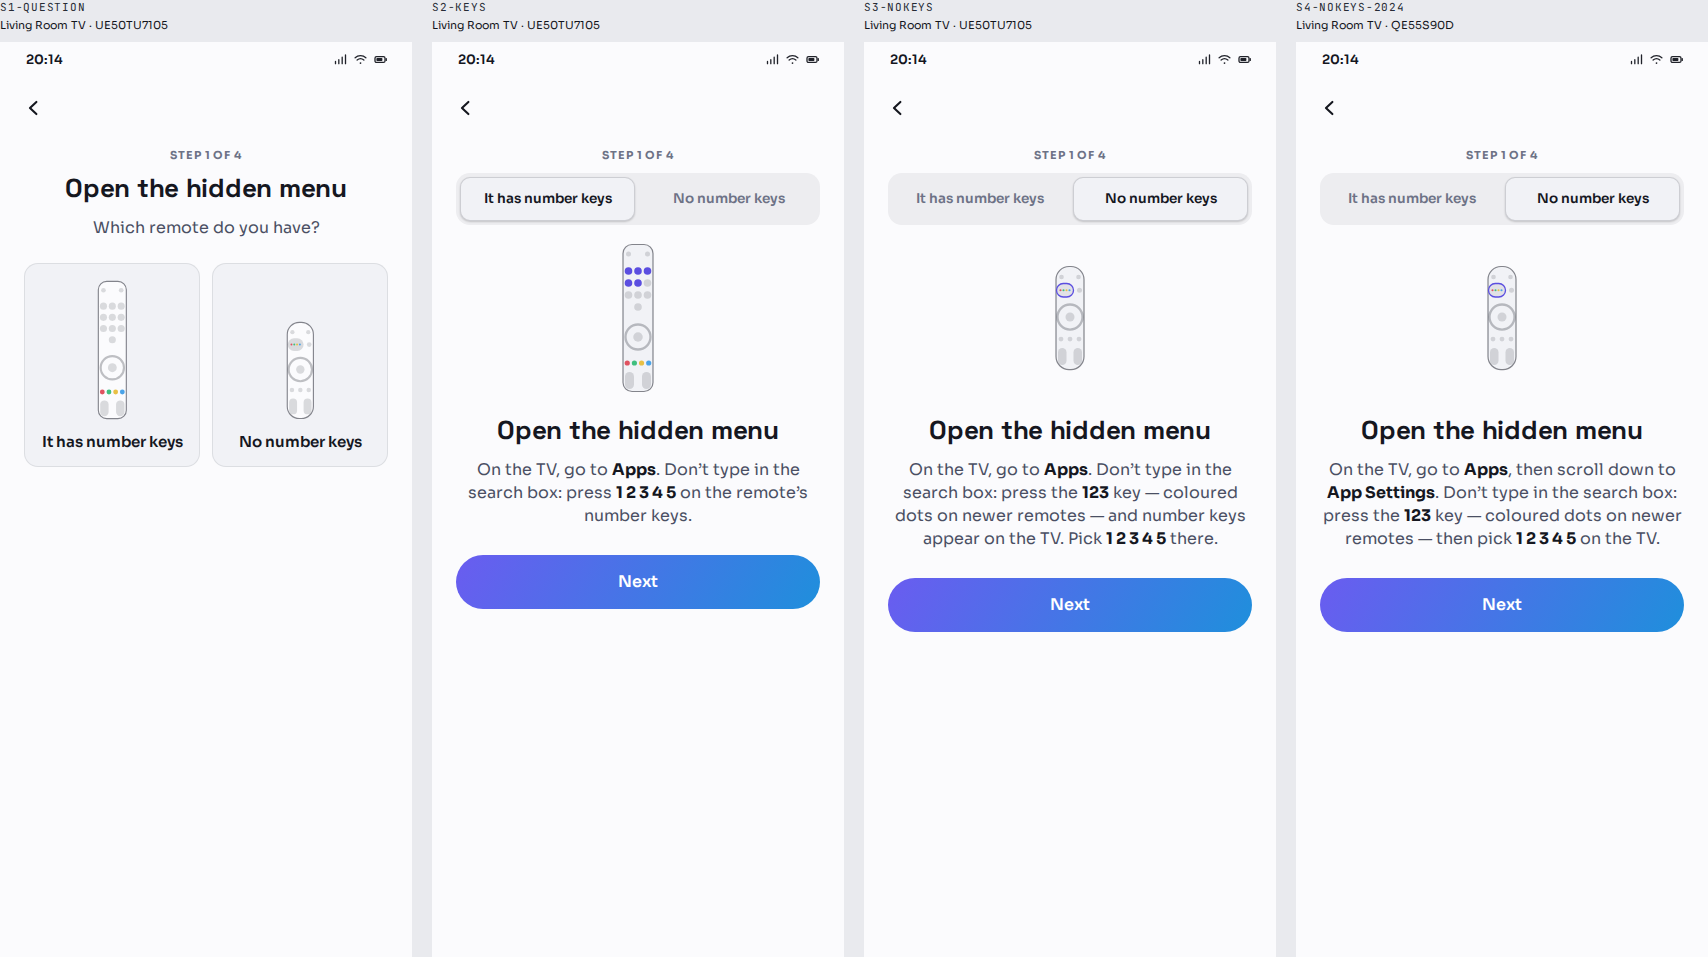 S1-QUESTION
Living Room TV · UE50TU7105
20:14
STEP 1 OF 4
Open the hidden menu
Which remote do you have?
It has number keys
No number keys
S2-KEYS
Living Room TV · UE50TU7105
20:14
STEP 1 OF 4
It has number keys
No number keys
Open the hidden menu
On the TV, go to Apps. Don’t type in the
search box: press 1 2 3 4 5 on the remote’s
number keys.
Next
S3-NOKEYS
Living Room TV · UE50TU7105
20:14
STEP 1 OF 4
It has number keys
No number keys
Open the hidden menu
On the TV, go to Apps. Don’t type in the
search box: press the 123 key — coloured
dots on newer remotes — and number keys
appear on the TV. Pick 1 2 3 4 5 there.
Next
S4-NOKEYS-2024
Living Room TV · QE55S90D
20:14
STEP 1 OF 4
It has number keys
No number keys
Open the hidden menu
On the TV, go to Apps, then scroll down to
App Settings. Don’t type in the search box:
press the 123 key — coloured dots on newer
remotes — then pick 1 2 3 4 5 on the TV.
Next